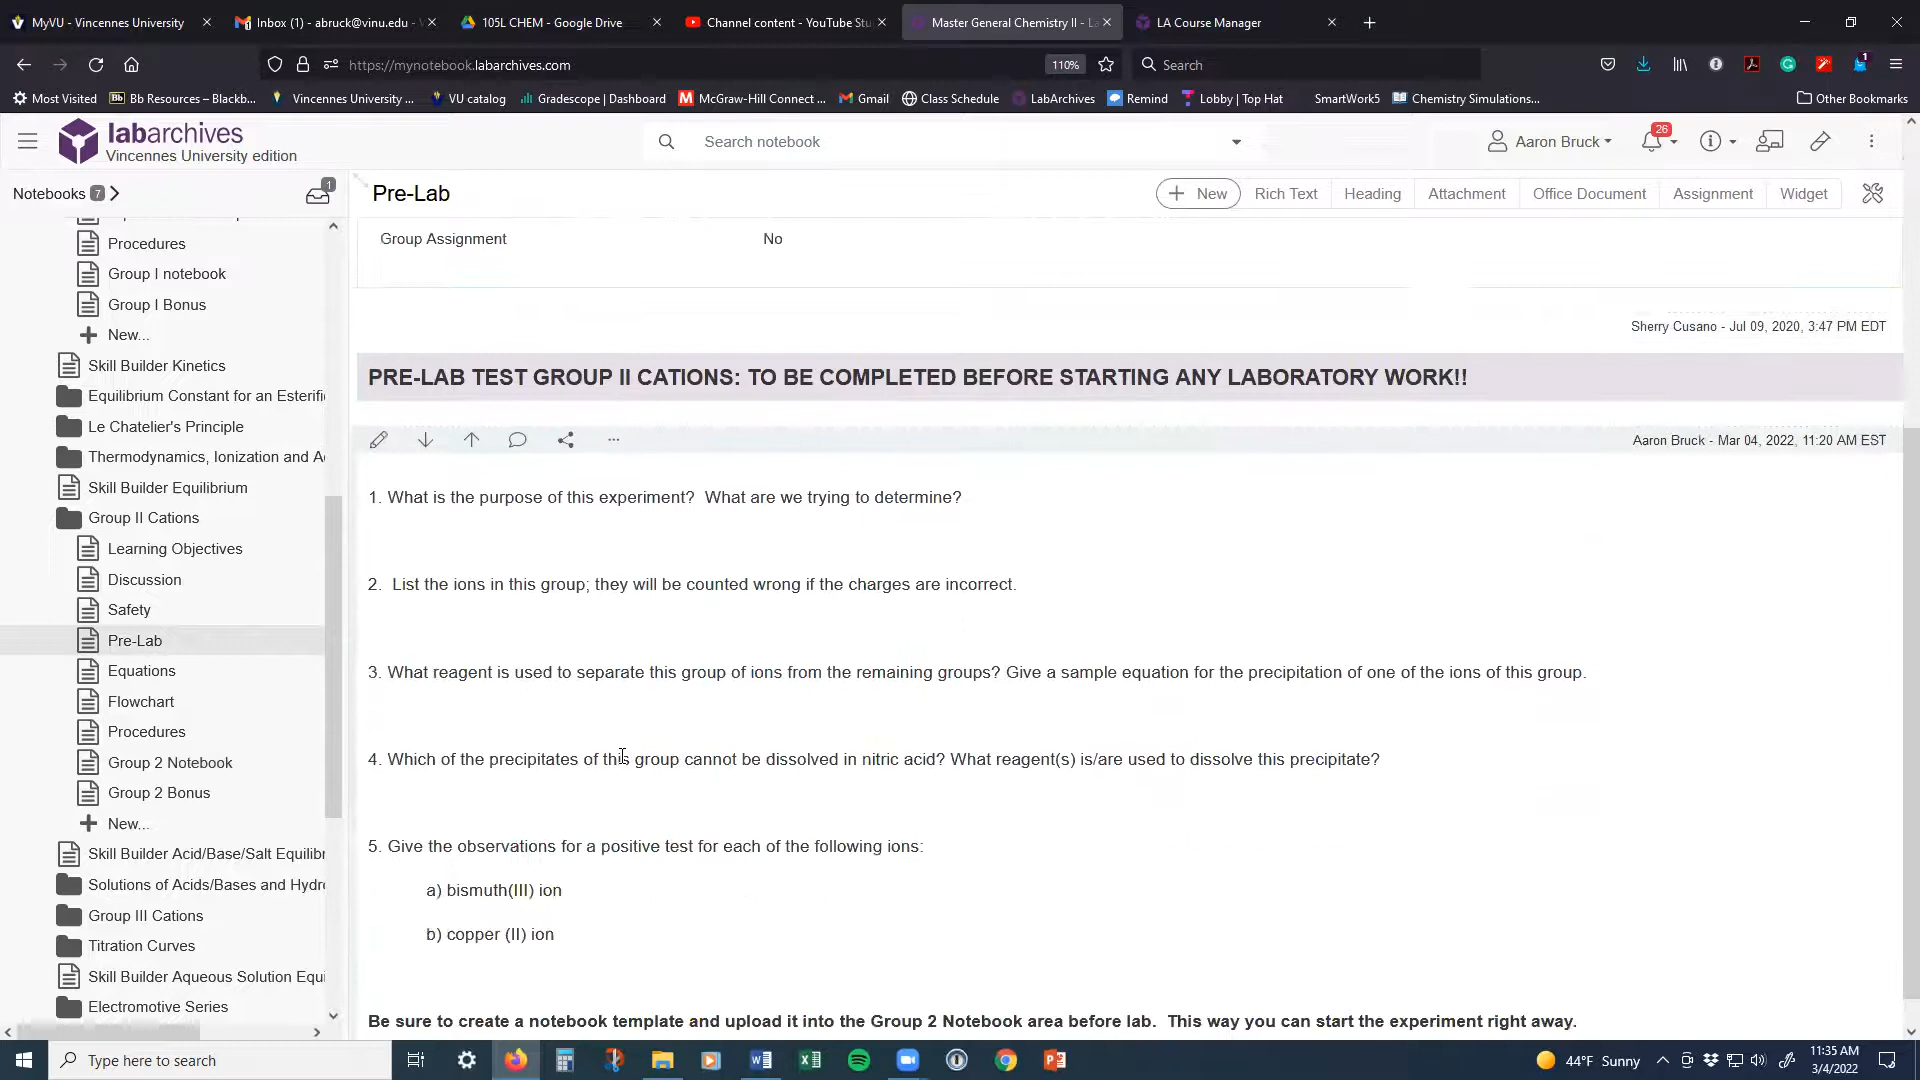 MyVU - Vincennes University
Inbox (1) - abruck@vinu.edu -
105L CHEM - Google Drive
Channel content - YouTube Stu
Master General Chemistry II - La
LA Course Manager
https://mynotebook.labarchives.com
110%
Search
Most Visited
Bb Resources – Blackb...
Vincennes University ...
VU catalog
Gradescope | Dashboard
McGraw-Hill Connect ...
Gmail
Class Schedule
LabArchives
Remind
Lobby | Top Hat
SmartWork5
Chemistry Simulations...
Other Bookmarks
labarchives
Vincennes University edition
Search notebook
Aaron Bruck
26
Notebooks 7
1
Pre-Lab
New
Rich Text
Heading
Attachment
Office Document
Assignment
Widget
Procedures
Group I notebook
Group I Bonus
New...
Skill Builder Kinetics
Equilibrium Constant for an Esterifi
Le Chatelier's Principle
Thermodynamics, Ionization and A
Skill Builder Equilibrium
Group II Cations
Learning Objectives
Discussion
Safety
Pre-Lab
Equations
Flowchart
Procedures
Group 2 Notebook
Group 2 Bonus
New...
Skill Builder Acid/Base/Salt Equilibr
Solutions of Acids/Bases and Hydr
Group III Cations
Titration Curves
Skill Builder Aqueous Solution Equi
Electromotive Series
Group Assignment No
Sherry Cusano - Jul 09, 2020, 3:47 PM EDT
PRE-LAB TEST GROUP II CATIONS: TO BE COMPLETED BEFORE STARTING ANY LABORATORY WORK!!
Aaron Bruck - Mar 04, 2022, 11:20 AM EST
1. What is the purpose of this experiment? What are we trying to determine?
2. List the ions in this group; they will be counted wrong if the charges are incorrect.
3. What reagent is used to separate this group of ions from the remaining groups? Give a sample equation for the precipitation of one of the ions of this group.
4. Which of the precipitates of this group cannot be dissolved in nitric acid? What reagent(s) is/are used to dissolve this precipitate?
5. Give the observations for a positive test for each of the following ions:
a) bismuth(III) ion
b) copper (II) ion
Be sure to create a notebook template and upload it into the Group 2 Notebook area before lab. This way you can start the experiment right away.
Type here to search
44°F Sunny
11:35 AM
3/4/2022